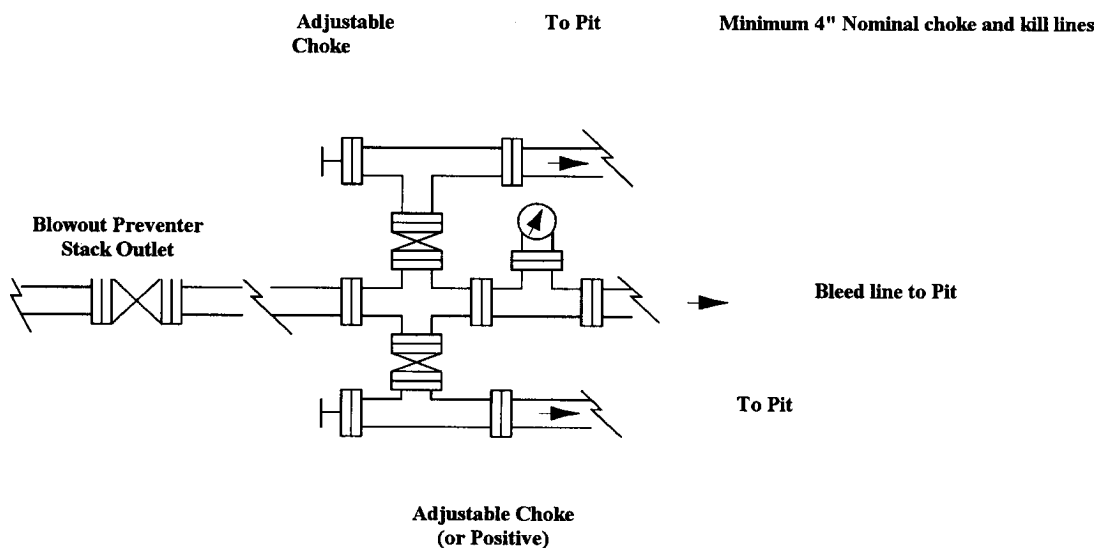 Adjustable
Choke
To Pit
Minimum 4" Nominal choke and kill lines
Blowout Preventer
Stack Outlet
Bleed line to Pit
To Pit
Adjustable Choke
(or Positive)